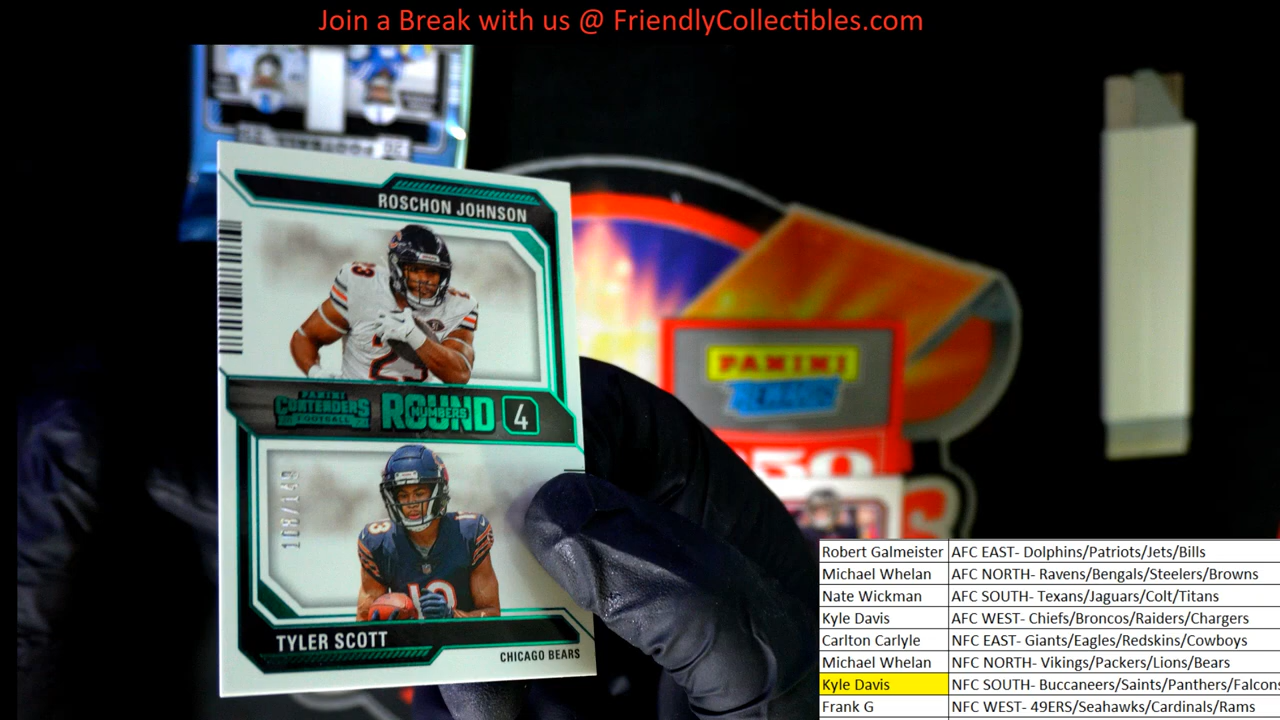 Join a Break with us @ FriendlyCollectibles.com
ROSCHON JOHNSON
23
PANINI
CONTENDERS
FOOTBALL
ROUND
NUMBERS
4
108/149
13
TYLER SCOTT
CHICAGO BEARS
PANINI
Robert Galmeister AFC EAST- Dolphins/Patriots/Jets/Bills
Michael Whelan AFC NORTH- Ravens/Bengals/Steelers/Browns
Nate Wickman AFC SOUTH- Texans/Jaguars/Colt/Titans
Kyle Davis AFC WEST- Chiefs/Broncos/Raiders/Chargers
Carlton Carlyle NFC EAST- Giants/Eagles/Redskins/Cowboys
Michael Whelan NFC NORTH- Vikings/Packers/Lions/Bears
Kyle Davis NFC SOUTH- Buccaneers/Saints/Panthers/Falcons
Frank G NFC WEST- 49ERS/Seahawks/Cardinals/Rams